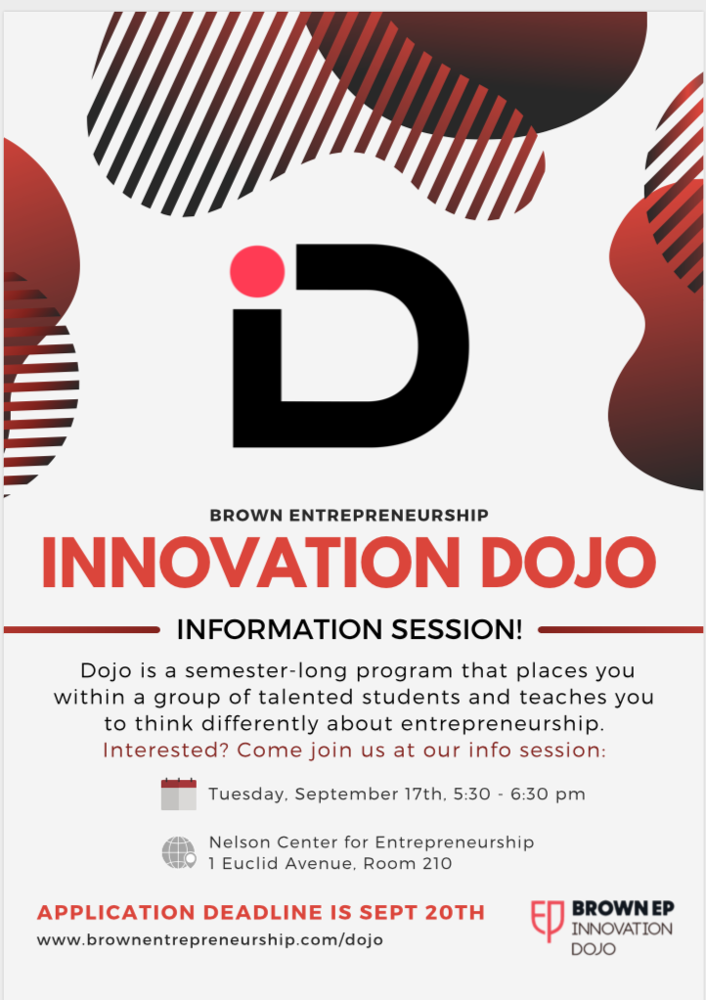 iD
BROWN ENTREPRENEURSHIP
INNOVATION DOJO
INFORMATION SESSION!
Dojo is a semester-long program that places you
within a group of talented students and teaches you
to think differently about entrepreneurship.
Interested? Come join us at our info session:
Tuesday, September 17th, 5:30 - 6:30 pm
Nelson Center for Entrepreneurship
1 Euclid Avenue, Room 210
APPLICATION DEADLINE IS SEPT 20TH
www.brownentrepreneurship.com/dojo
EP
BROWN EP
INNOVATION
DOJO